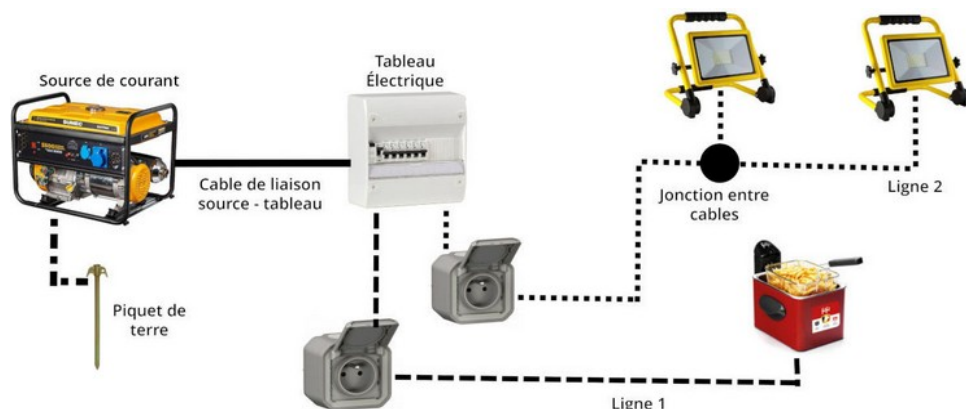 Source de courant
Tableau
Électrique
Cable de liaison
source - tableau
Jonction entre
cables
Ligne 2
Piquet de
terre
Ligne 1